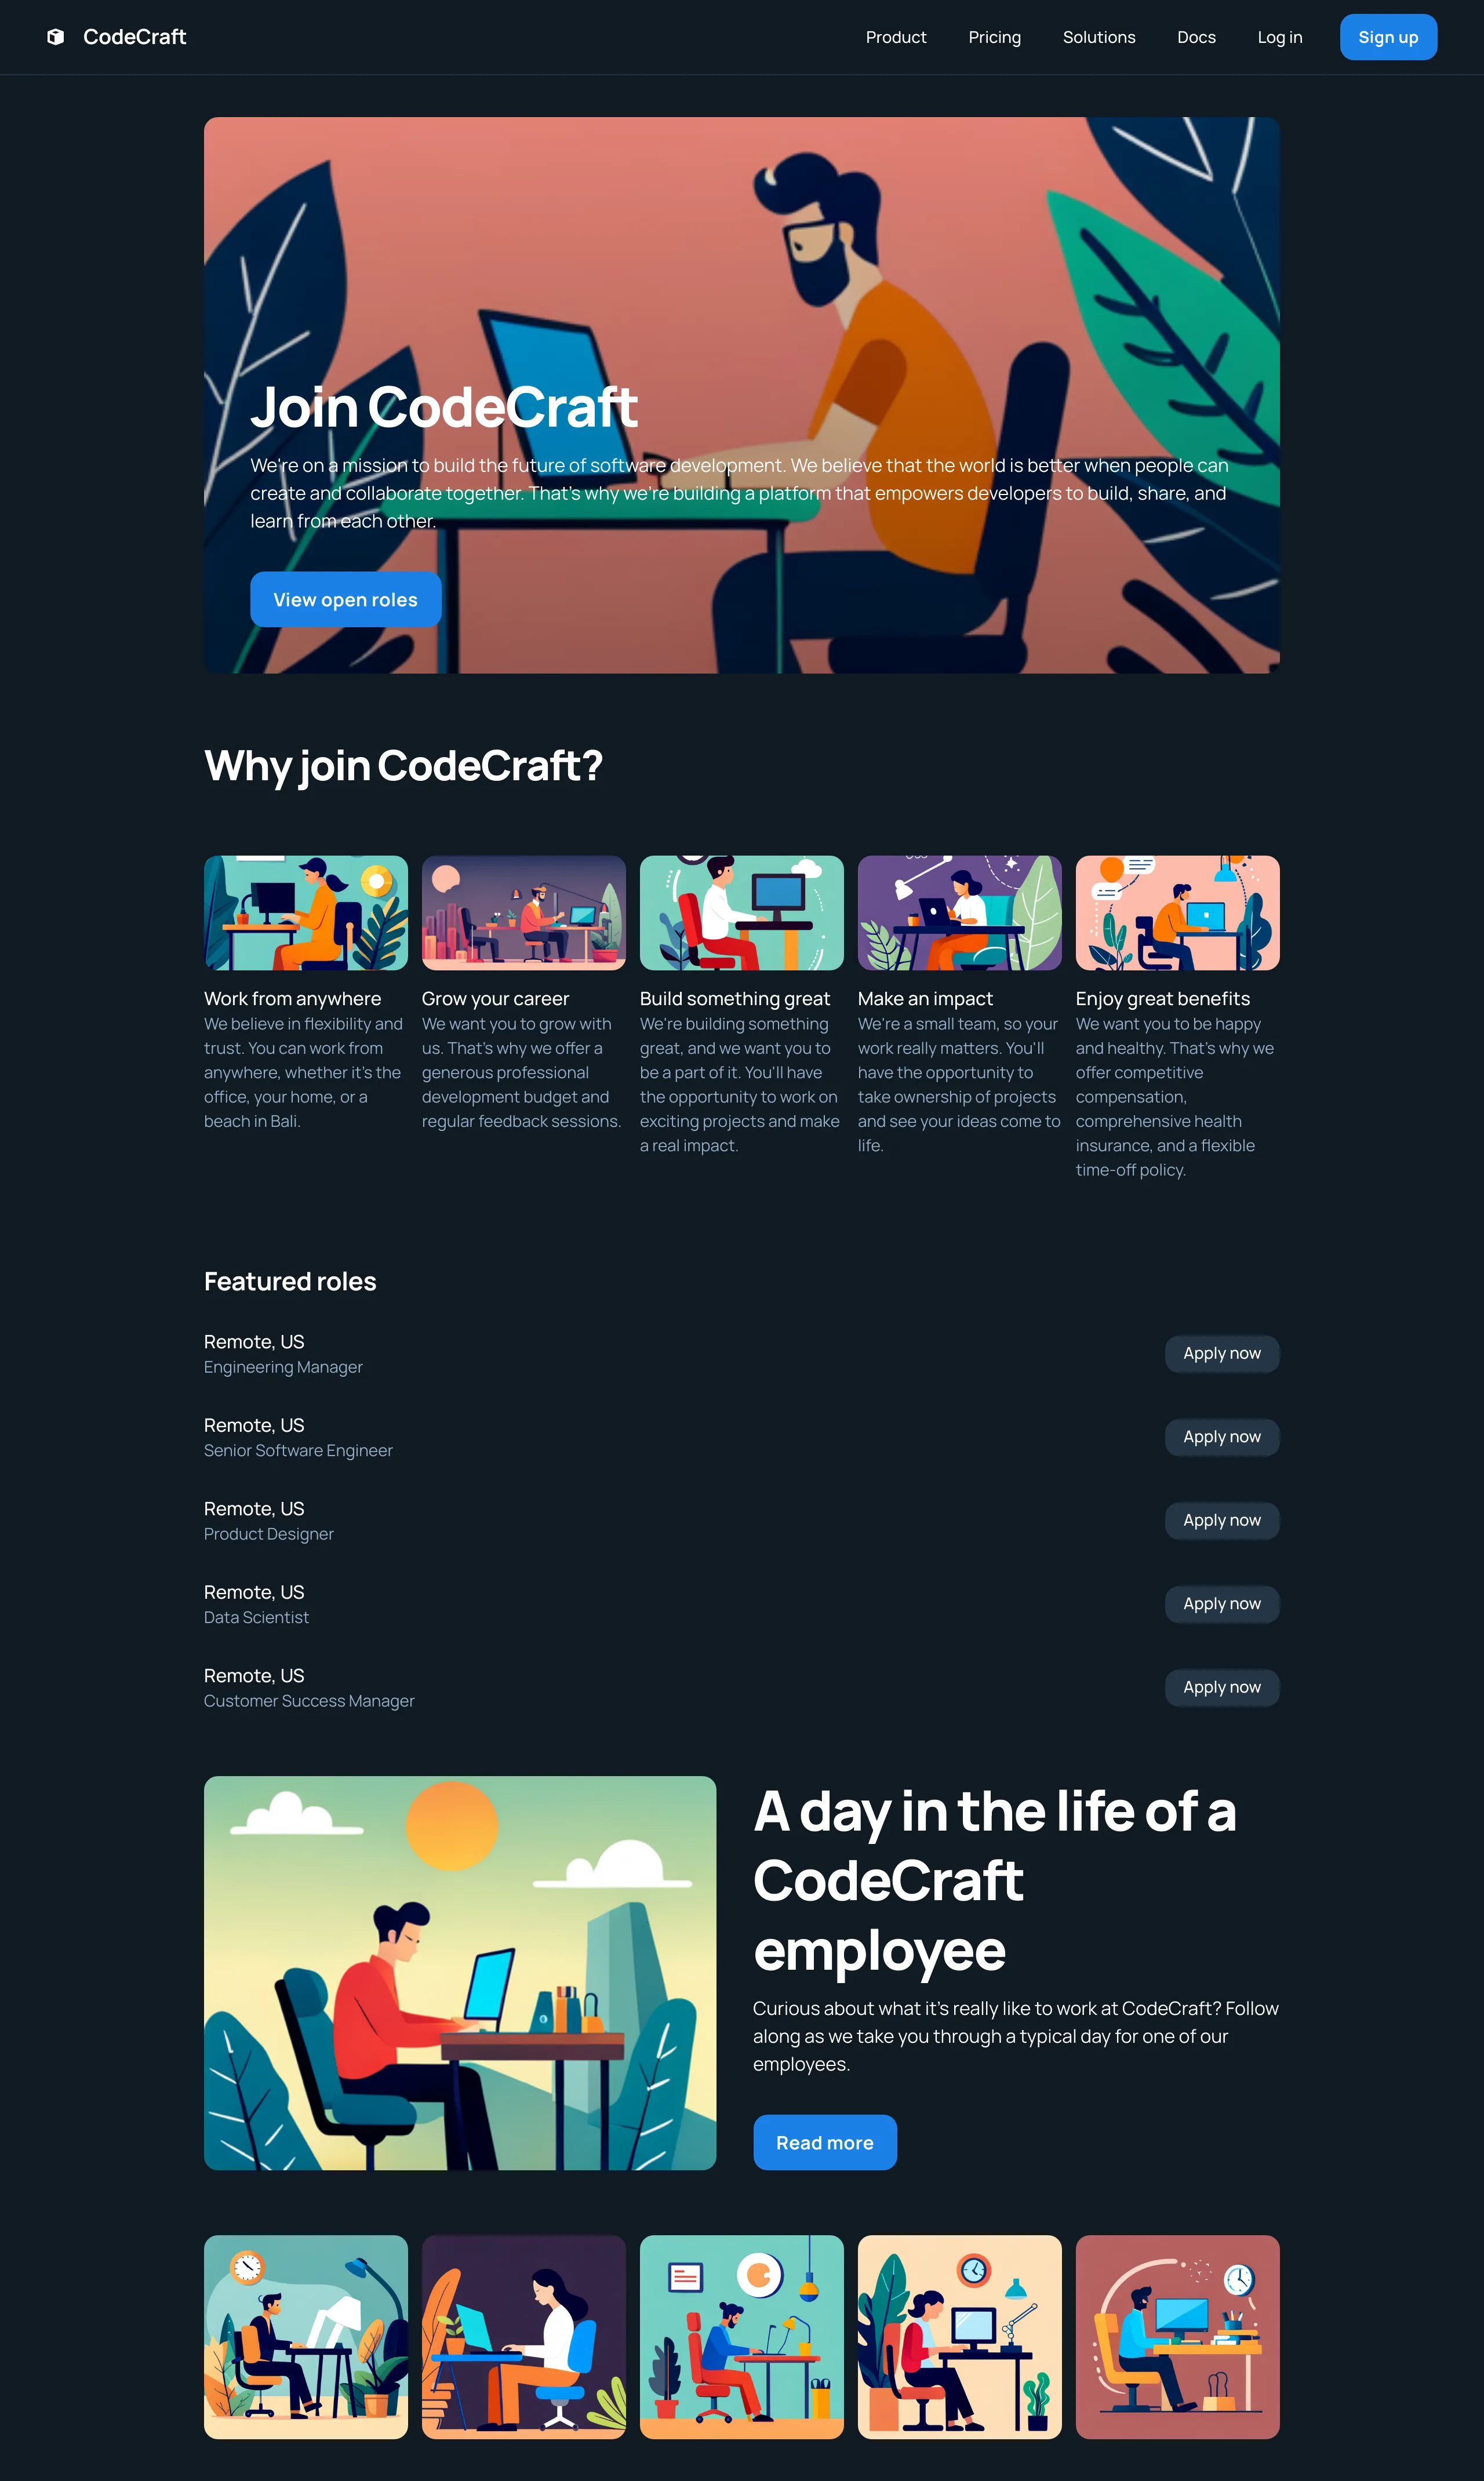 CodeCraft
Product
Pricing
Solutions
Docs
Log in
Sign up
Join CodeCraft
We're on a mission to build the future of software development. We believe that the world is better when people can
create and collaborate together. That's why we're building a platform that empowers developers to build, share, and
learn from each other.
View open roles
Why join CodeCraft?
Work from anywhere
We believe in flexibility and
trust. You can work from
anywhere, whether it's the
office, your home, or a
beach in Bali.
Grow your career
We want you to grow with
us. That's why we offer a
generous professional
development budget and
regular feedback sessions.
Build something great
We're building something
great, and we want you to
be a part of it. You'll have
the opportunity to work on
exciting projects and make
a real impact.
Make an impact
We're a small team, so your
work really matters. You'll
have the opportunity to
take ownership of projects
and see your ideas come to
life.
Enjoy great benefits
We want you to be happy
and healthy. That's why we
offer competitive
compensation,
comprehensive health
insurance, and a flexible
time-off policy.
Featured roles
Remote, US
Engineering Manager
Apply now
Remote, US
Senior Software Engineer
Apply now
Remote, US
Product Designer
Apply now
Remote, US
Data Scientist
Apply now
Remote, US
Customer Success Manager
Apply now
A day in the life of a
CodeCraft
employee
Curious about what it's really like to work at CodeCraft? Follow
along as we take you through a typical day for one of our
employees.
Read more